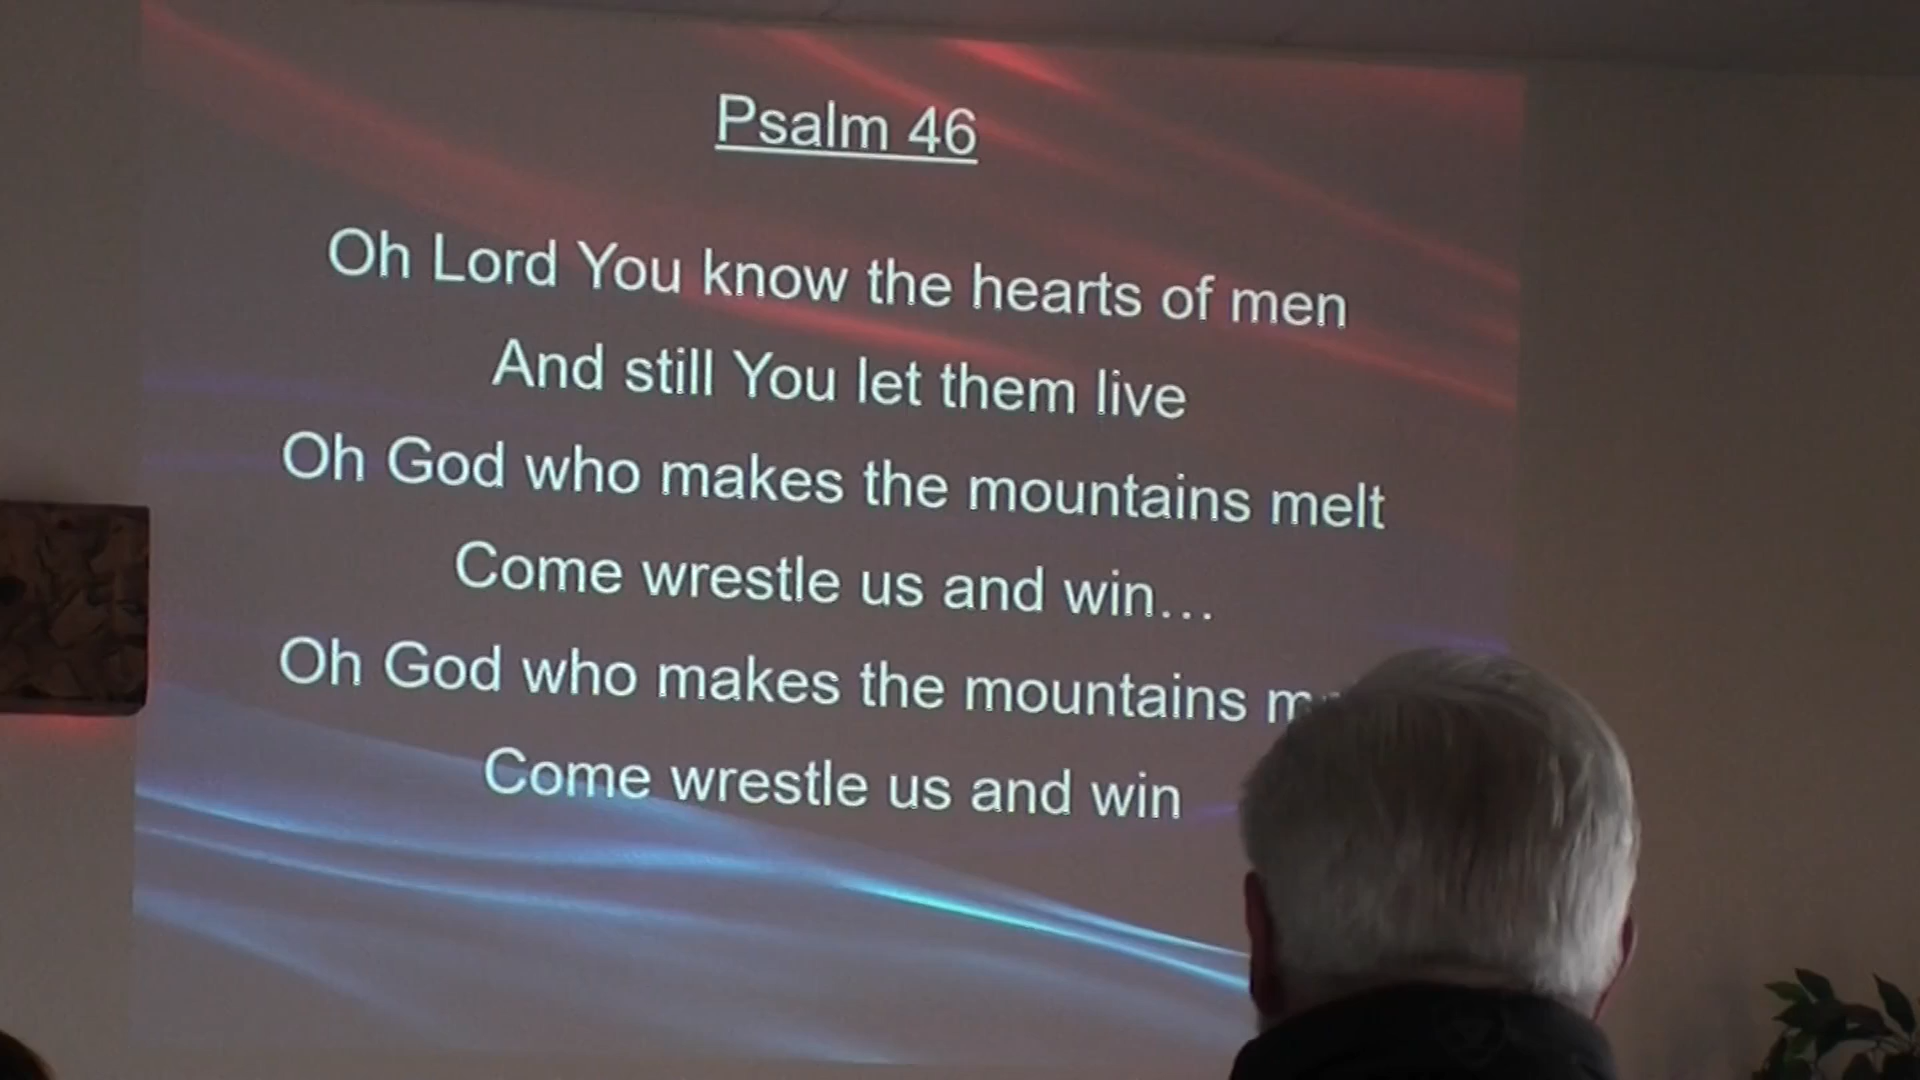 Psalm 46
Oh Lord You know the hearts of men
And still You let them live
Oh God who makes the mountains melt
Come wrestle us and win…
Oh God who makes the mountains
Come wrestle us and win